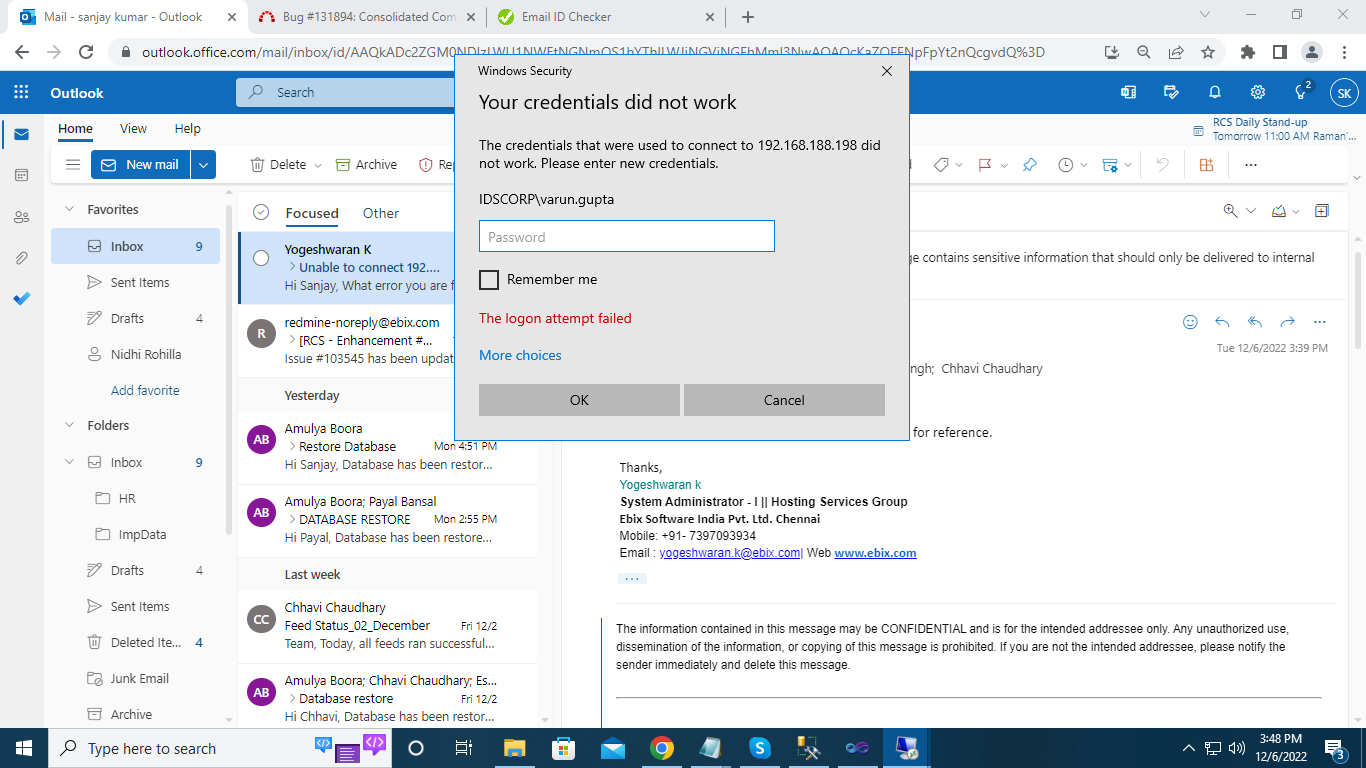 Mail - sanjay kumar - Outlook
Bug #131894: Consolidated Com
Email ID Checker
outlook.office.com/mail/inbox/id/
Outlook
Search
2
SK
Home View Help
RCS Daily Stand-up
Tomorrow 11:00 AM Raman'...
New mail
Delete
Archive
Rep
Windows Security
Your credentials did not work
The credentials that were used to connect to 192.168.188.198 did
not work. Please enter new credentials.
IDSCORP\varun.gupta
Password
Remember me
The logon attempt failed
More choices
OK
Cancel
Favorites
Inbox 9
Sent Items
Drafts 4
Nidhi Rohilla
Add favorite
Folders
Inbox 9
HR
ImpData
Drafts 4
Sent Items
Deleted Ite... 4
Junk Email
Archive
Focused Other
Yogeshwaran K
Unable to connect 192....
Hi Sanjay, What error you are f
R
redmine-noreply@ebix.com
[RCS - Enhancement #...
Issue #103545 has been updat
Yesterday
AB
Amulya Boora
Restore Database Mon 4:51 PM
Hi Sanjay, Database has been restor...
AB
Amulya Boora; Payal Bansal
DATABASE RESTORE Mon 2:55 PM
Hi Payal, Database has been restore...
Last week
CC
Chhavi Chaudhary
Feed Status_02_December Fri 12/2
Team, Today, all feeds ran successful...
AB
Amulya Boora; Chhavi Chaudhary; Es...
Database restore Fri 12/2
Hi Chhavi, Database has been restor...
ge contains sensitive information that should only be delivered to internal
Tue 12/6/2022 3:39 PM
ngh; Chhavi Chaudhary
for reference.
Thanks,
Yogeshwaran k
System Administrator - I || Hosting Services Group
Ebix Software India Pvt. Ltd. Chennai
Mobile: +91- 7397093934
Email : yogeshwaran.k@ebix.com| Web www.ebix.com
...
The information contained in this message may be CONFIDENTIAL and is for the intended addressee only. Any unauthorized use,
dissemination of the information, or copying of this message is prohibited. If you are not the intended addressee, please notify the
sender immediately and delete this message.
Type here to search
3:48 PM
12/6/2022
3